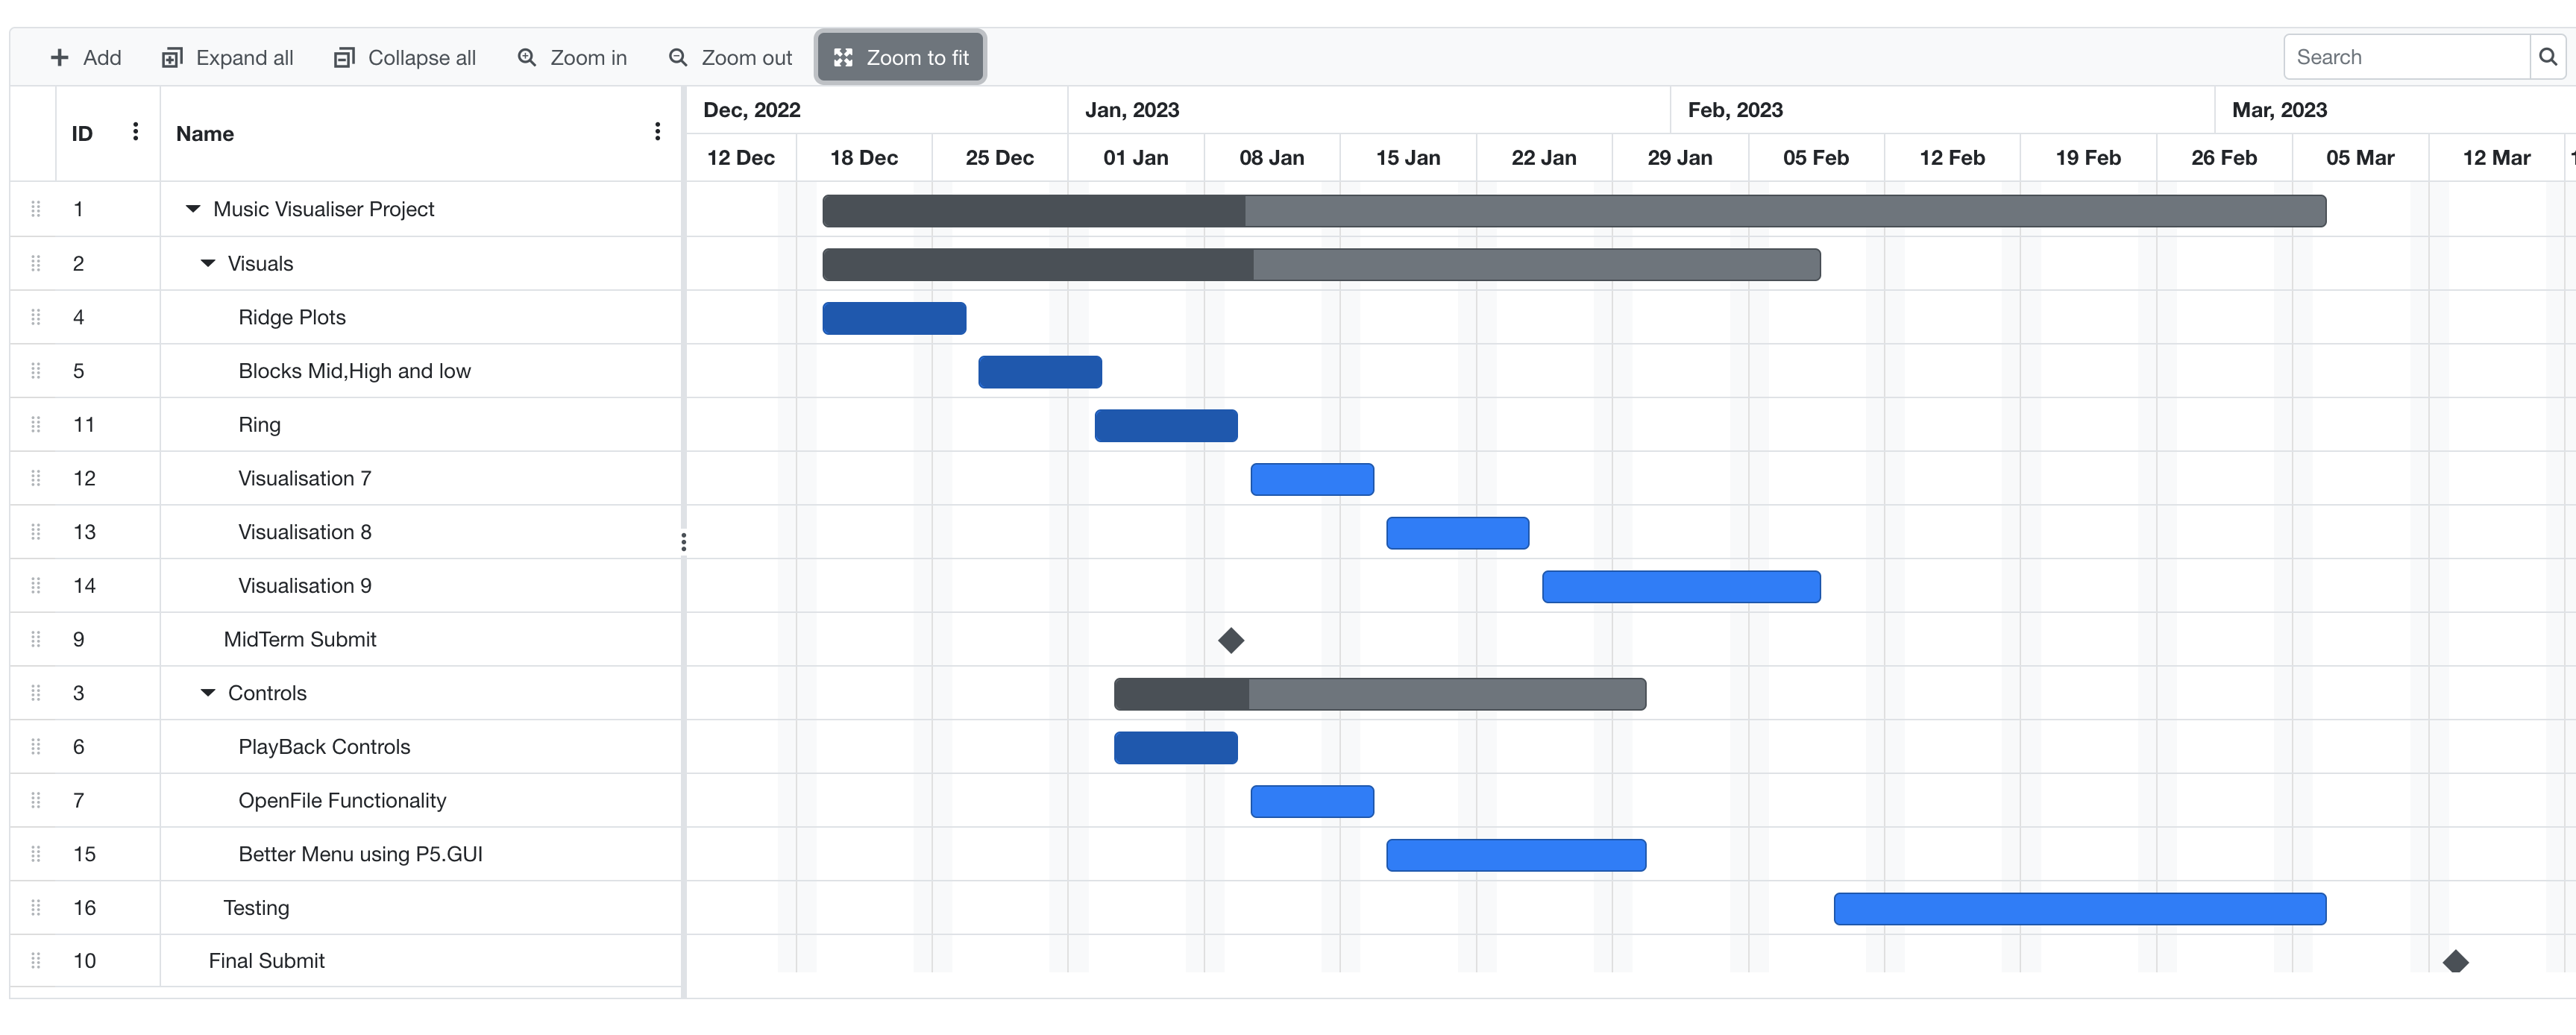 Add Expand all Collapse all Zoom in Zoom out Zoom to fit Search
ID Name Dec, 2022 Jan, 2023 Feb, 2023 Mar, 2023
12 Dec 18 Dec 25 Dec 01 Jan 08 Jan 15 Jan 22 Jan 29 Jan 05 Feb 12 Feb 19 Feb 26 Feb 05 Mar 12 Mar
1 Music Visualiser Project
2 Visuals
4 Ridge Plots
5 Blocks Mid,High and low
11 Ring
12 Visualisation 7
13 Visualisation 8
14 Visualisation 9
9 MidTerm Submit
3 Controls
6 PlayBack Controls
7 OpenFile Functionality
15 Better Menu using P5.GUI
16 Testing
10 Final Submit